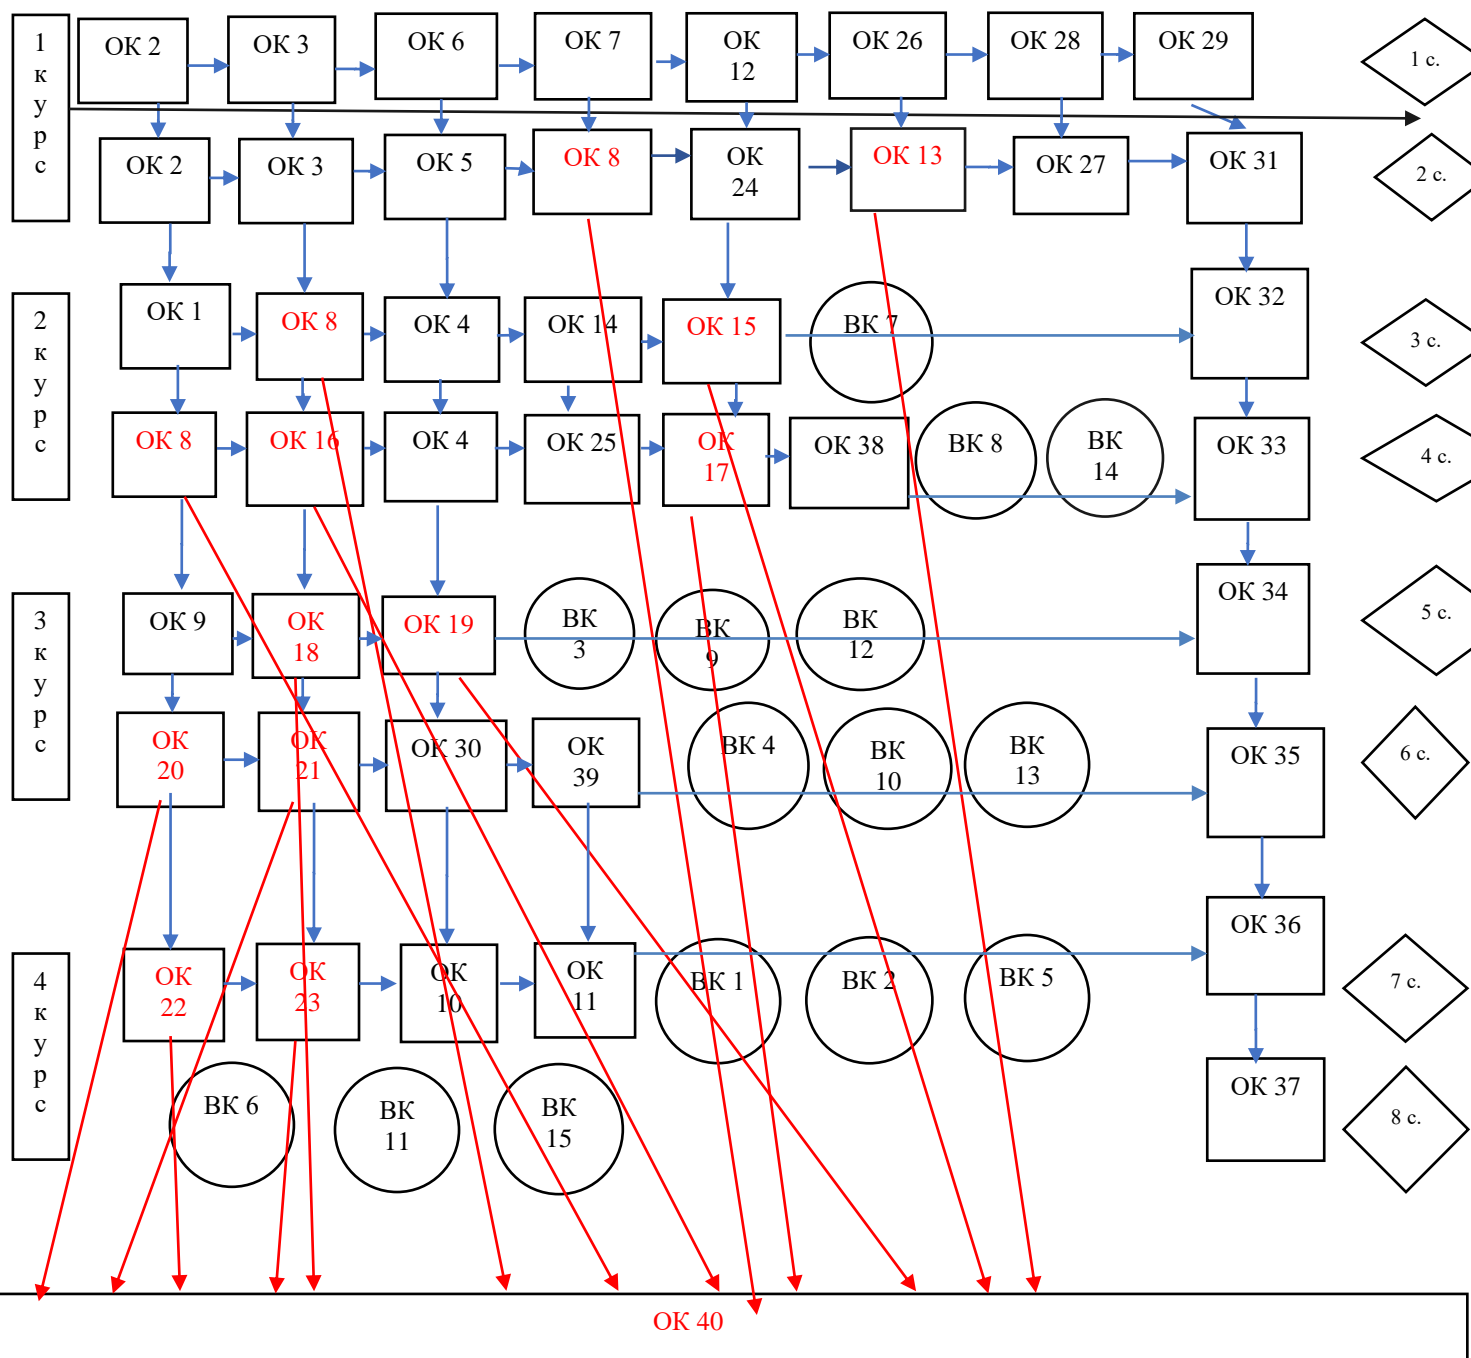 1
к
у
р
с
ОК 2
ОК 3
ОК 6
ОК 7
ОК
12
ОК 26
ОК 28
ОК 29
1 с.
ОК 2
ОК 3
ОК 5
ОК 8
ОК
24
ОК 13
ОК 27
ОК 31
2 с.
2
к
у
р
с
ОК 1
ОК 8
ОК 4
ОК 14
ОК 15
ВК 7
ОК 32
3 с.
ОК 8
ОК 16
ОК 4
ОК 25
ОК
17
ОК 38
ВК 8
ВК
14
ОК 33
4 с.
3
к
у
р
с
ОК 9
ОК
18
ОК 19
ВК
3
ВК
9
ВК
12
ОК 34
5 с.
ОК
20
ОК
21
ОК 30
ОК
39
ВК 4
ВК
10
ВК
13
ОК 35
6 с.
4
к
у
р
с
ОК
22
ОК
23
ОК
10
ОК
11
ВК 1
ВК 2
ВК 5
ОК 36
7 с.
ВК 6
ВК
11
ВК
15
ОК 37
8 с.
ОК 40